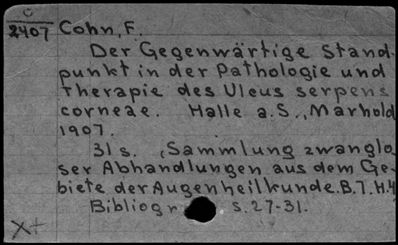 C
2407 Cohn, F.
Der Gegenwärtige Stand-
punkt in der Pathologie und
Therapie des Ulcus serpens
corneae. Halle a.S., Marhold
1907.
31 s. (Sammlung zwanglo
ser Abhandlungen aus dem Ge-
biete der Augenheilkunde. B.7. H.4
Bibliogr s. 27-31.
X+